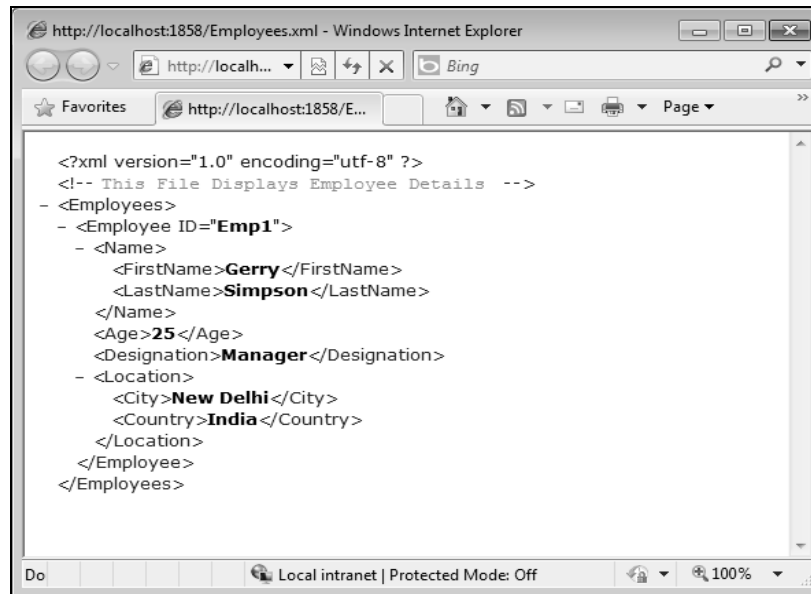 http://localhost:1858/Employees.xml - Windows Internet Explorer
http://localh... Bing
Favorites http://localhost:1858/E... Page
<?xml version="1.0" encoding="utf-8" ?>
<!-- This File Displays Employee Details -->
– <Employees>
– <Employee ID="Emp1">
– <Name>
<FirstName>Gerry</FirstName>
<LastName>Simpson</LastName>
</Name>
<Age>25</Age>
<Designation>Manager</Designation>
– <Location>
<City>New Delhi</City>
<Country>India</Country>
</Location>
</Employee>
</Employees>
Do Local intranet | Protected Mode: Off 100%